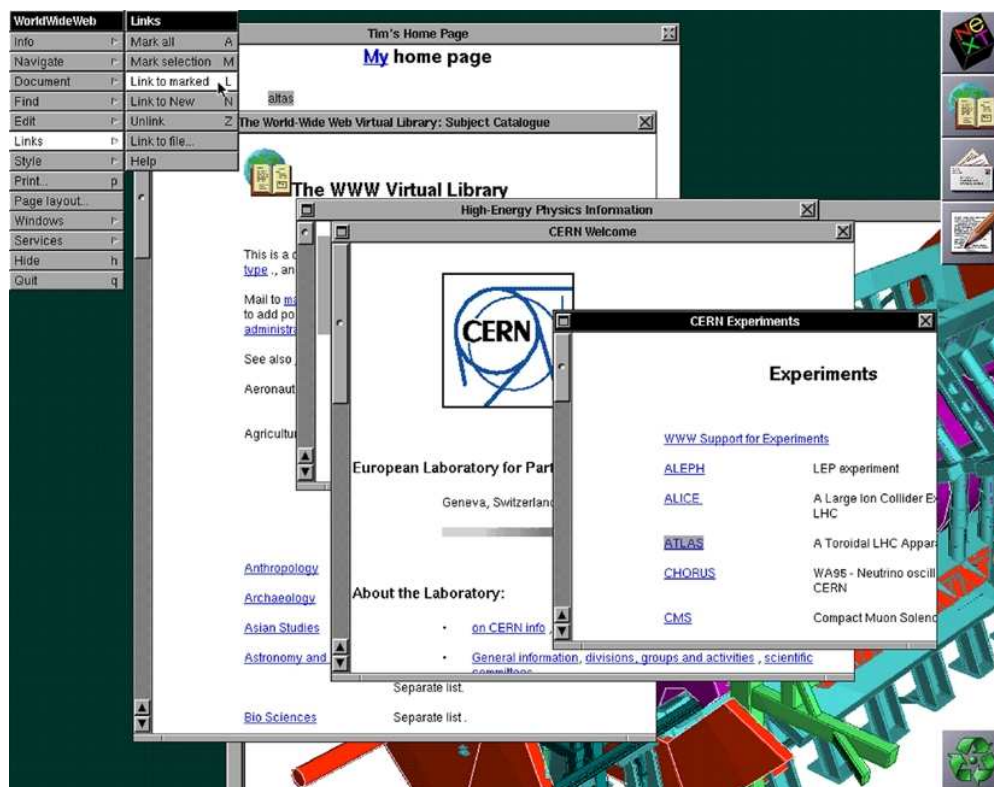 WorldWideWeb
Info
Navigate
Document
Find
Edit
Links
Style
Print... p
Page layout...
Windows
Services
Hide h
Quit q
Links
Mark all A
Mark selection M
Link to marked L
Link to New N
Unlink Z
Link to file...
Help
Tim's Home Page
My home page
altas
The World-Wide Web Virtual Library: Subject Catalogue
The WWW Virtual Library
This is a
type ., an
Mail to
to add po
administra
See also
Aeronaut
Agricultu
Anthropology
Archaeology
Asian Studies
Astronomy and
Separate list.
Bio Sciences Separate list .
High-Energy Physics Information
CERN Welcome
CERN
European Laboratory for Part
Geneva, Switzerland
About the Laboratory:
· on CERN info ,
· General information, divisions, groups and activities , scientific
committees
CERN Experiments
Experiments
WWW Support for Experiments
ALEPH LEP experiment
ALICE A Large Ion Collider Ex
LHC
ATLAS A Toroidal LHC Appar
CHORUS WA95 - Neutrino oscill
CERN
CMS Compact Muon Soleno
NeXT